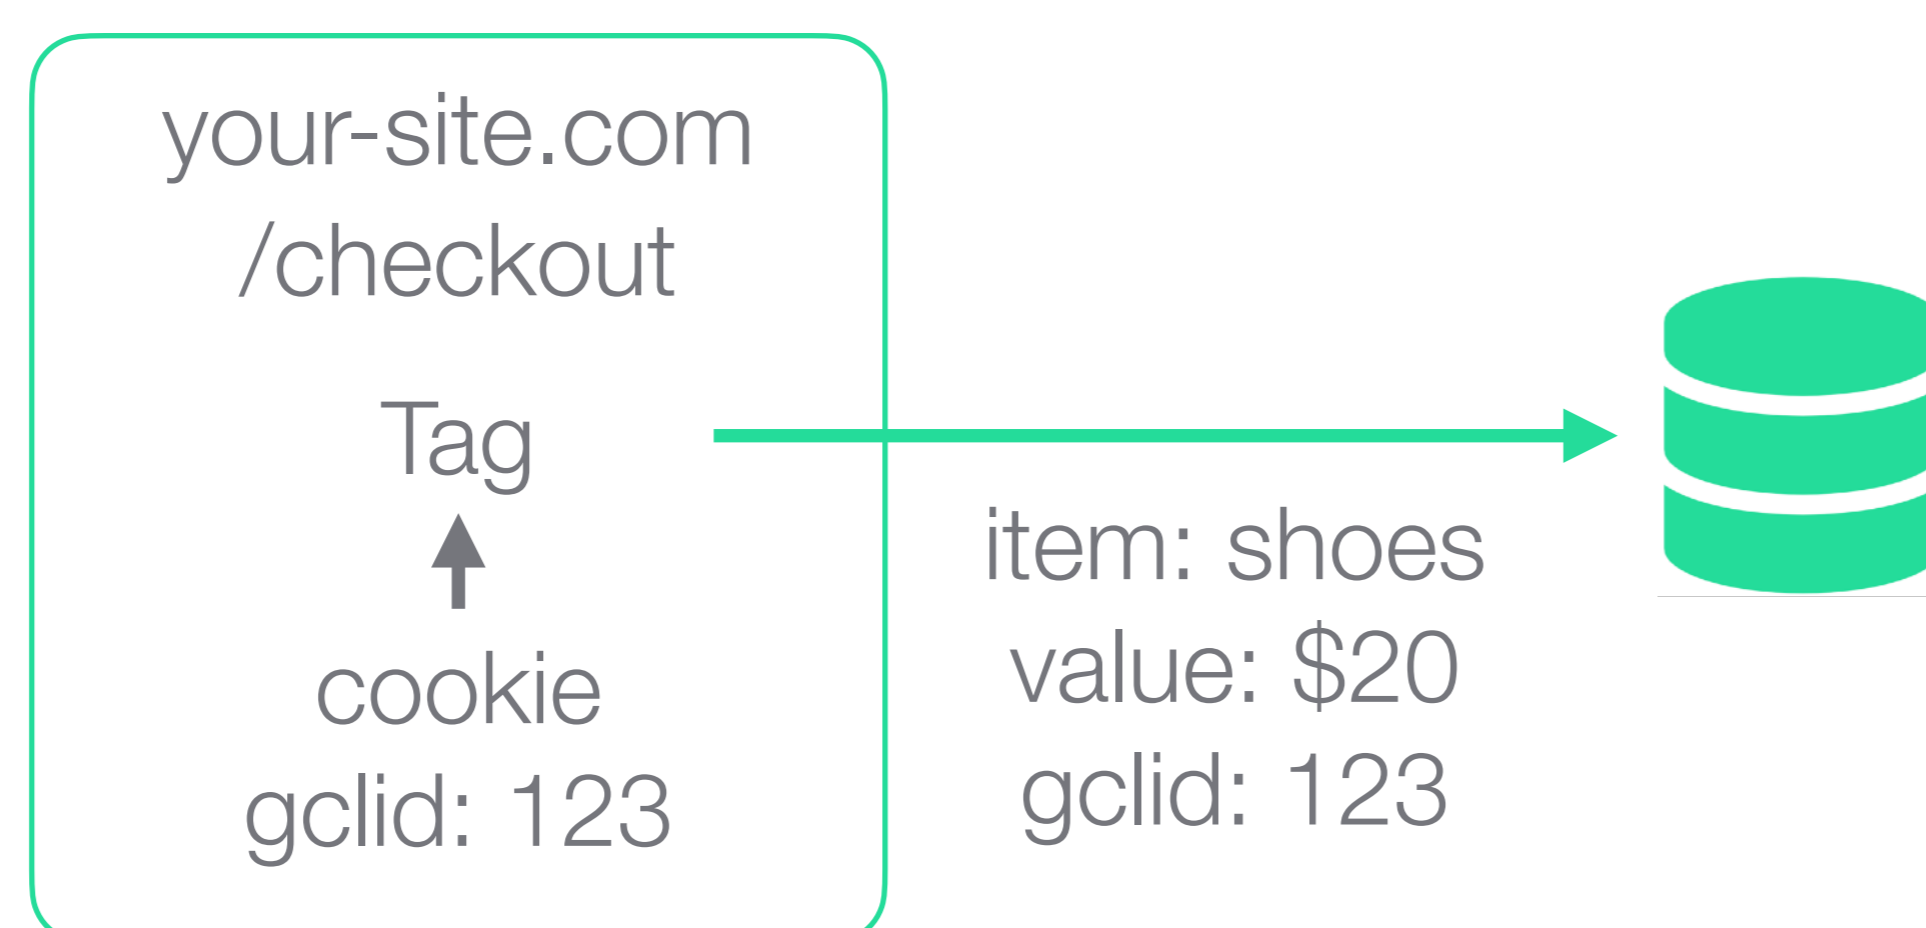 your-site.com
/checkout
Tag
cookie
gclid: 123
item: shoes
value: $20
gclid: 123